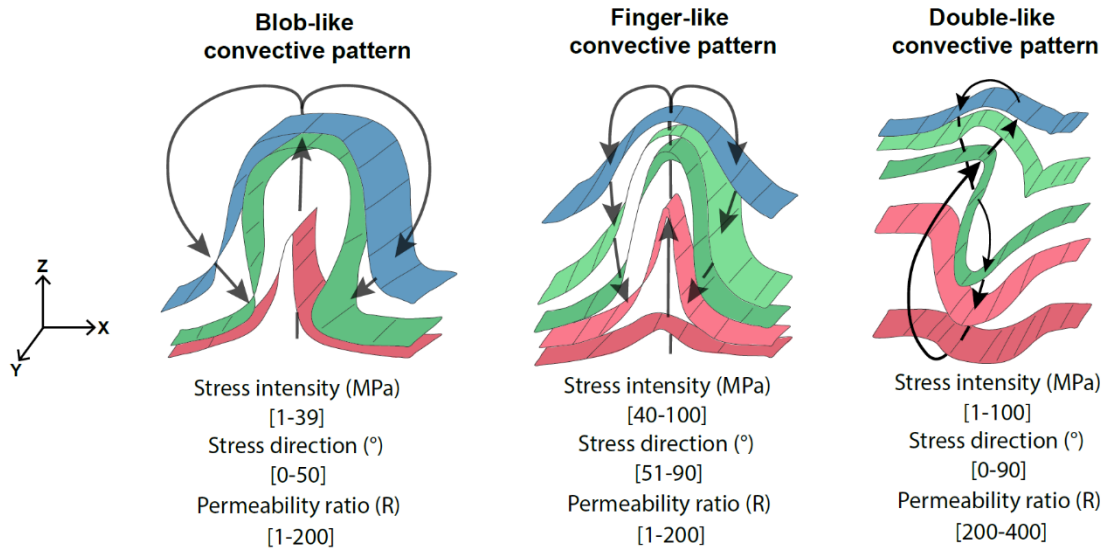 Blob-like
convective pattern
Finger-like
convective pattern
Double-like
convective pattern
Z
X
Y
Stress intensity (MPa)
[1-39]
Stress direction (°)
[0-50]
Permeability ratio (R)
[1-200]
Stress intensity (MPa)
[40-100]
Stress direction (°)
[51-90]
Permeability ratio (R)
[1-200]
Stress intensity (MPa)
[1-100]
Stress direction (°)
[0-90]
Permeability ratio (R)
[200-400]